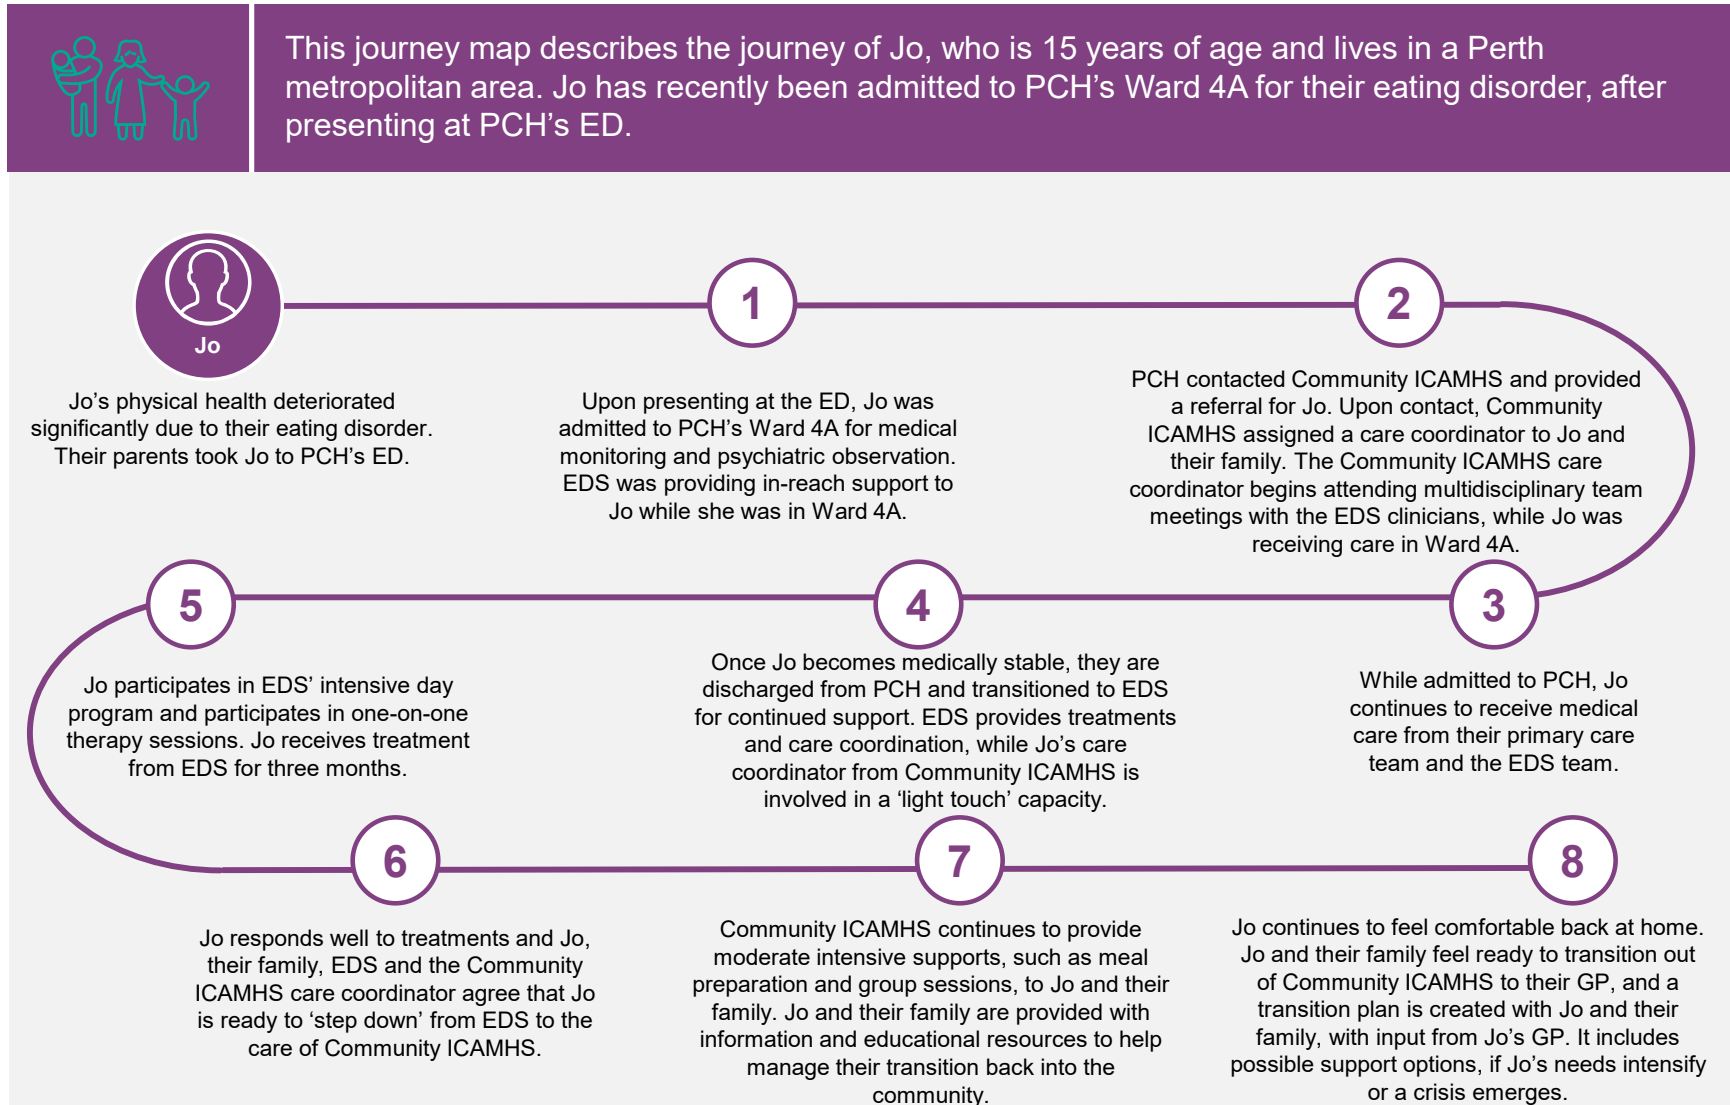 This journey map describes the journey of Jo, who is 15 years of age and lives in a Perth
metropolitan area. Jo has recently been admitted to PCH's Ward 4A for their eating disorder, after
presenting at PCH's ED.
Jo
Jo’s physical health deteriorated
significantly due to their eating disorder.
Their parents took Jo to PCH’s ED.
1
Upon presenting at the ED, Jo was
admitted to PCH’s Ward 4A for medical
monitoring and psychiatric observation.
EDS was providing in-reach support to
Jo while she was in Ward 4A.
2
PCH contacted Community ICAMHS and provided
a referral for Jo. Upon contact, Community
ICAMHS assigned a care coordinator to Jo and
their family. The Community ICAMHS care
coordinator begins attending multidisciplinary team
meetings with the EDS clinicians, while Jo was
receiving care in Ward 4A.
3
While admitted to PCH, Jo
continues to receive medical
care from their primary care
team and the EDS team.
4
Once Jo becomes medically stable, they are
discharged from PCH and transitioned to EDS
for continued support. EDS provides treatments
and care coordination, while Jo’s care
coordinator from Community ICAMHS is
involved in a ‘light touch’ capacity.
5
Jo participates in EDS’ intensive day
program and participates in one-on-one
therapy sessions. Jo receives treatment
from EDS for three months.
6
Jo responds well to treatments and Jo,
their family, EDS and the Community
ICAMHS care coordinator agree that Jo
is ready to ‘step down’ from EDS to the
care of Community ICAMHS.
7
Community ICAMHS continues to provide
moderate intensive supports, such as meal
preparation and group sessions, to Jo and their
family. Jo and their family are provided with
information and educational resources to help
manage their transition back into the
community.
8
Jo continues to feel comfortable back at home.
Jo and their family feel ready to transition out
of Community ICAMHS to their GP, and a
transition plan is created with Jo and their
family, with input from Jo’s GP. It includes
possible support options, if Jo’s needs intensify
or a crisis emerges.